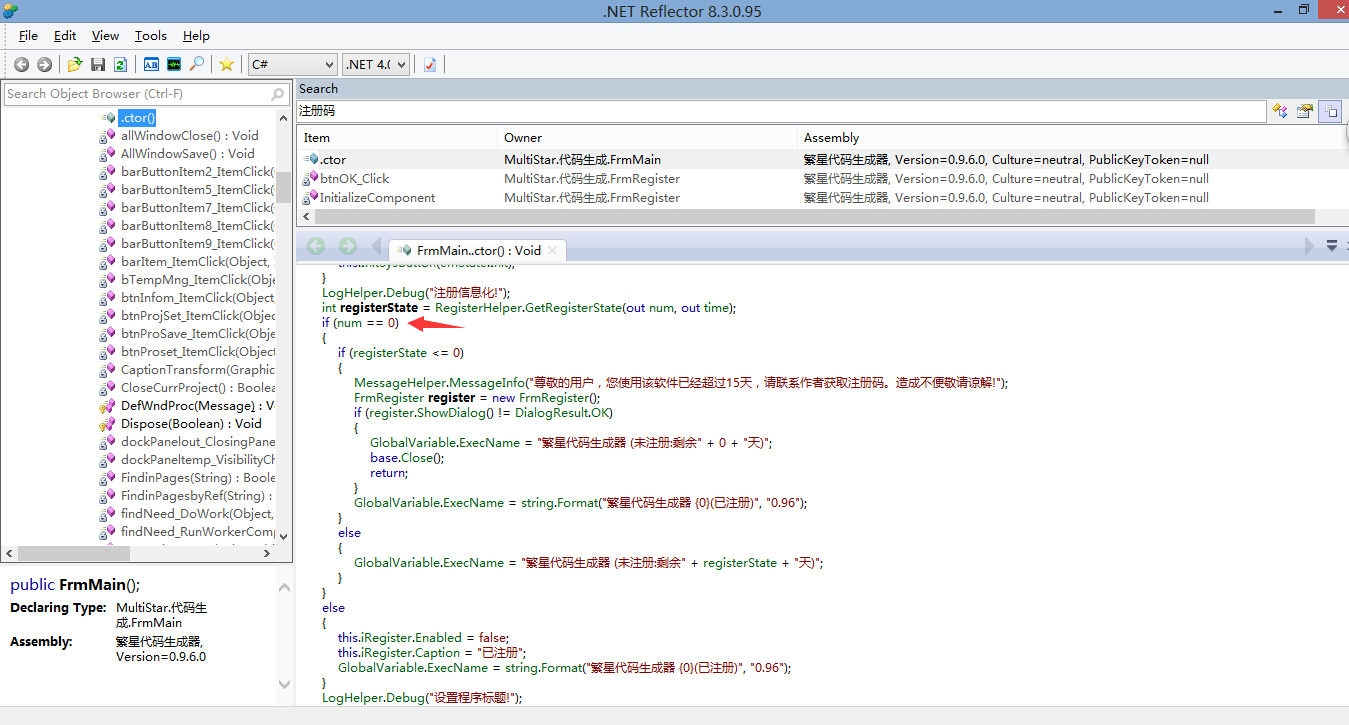 .NET Reflector 8.3.0.95
File Edit View Tools Help
C# .NET 4.(
Search Object Browser (Ctrl-F)
.ctor()
allWindowClose() : Void
AllWindowSave() : Void
barButtonItem2_ItemClick(
barButtonItem5_ItemClick(
barButtonItem7_ItemClick(
barButtonItem8_ItemClick(
barButtonItem9_ItemClick(
barItem_ItemClick(Object,
bTempMng_ItemClick(Obje
btnInfom_ItemClick(Object,
btnProjSet_ItemClick(Objec
btnProSave_ItemClick(Obje
btnProset_ItemClick(Object
CaptionTransform(Graphic
CloseCurrProject() : Boolea
DefWndProc(Message) : V
Dispose(Boolean) : Void
dockPanelout_ClosingPane
dockPaneltemp_VisibilityCh
FindinPages(String) : Boole
FindinPagesbyRef(String) :
findNeed_DoWork(Object,
findNeed_RunWorkerComp
public FrmMain();
Declaring Type: MultiStar.代码生
成.FrmMain
Assembly: 繁星代码生成器,
Version=0.9.6.0
Search
注册码
Item Owner Assembly
.ctor MultiStar.代码生成.FrmMain 繁星代码生成器, Version=0.9.6.0, Culture=neutral, PublicKeyToken=null
btnOK_Click MultiStar.代码生成.FrmRegister 繁星代码生成器, Version=0.9.6.0, Culture=neutral, PublicKeyToken=null
InitializeComponent MultiStar.代码生成.FrmRegister 繁星代码生成器, Version=0.9.6.0, Culture=neutral, PublicKeyToken=null
FrmMain..ctor() : Void
}
LogHelper.Debug("注册信息化!");
int registerState = RegisterHelper.GetRegisterState(out num, out time);
if (num == 0)
{
if (registerState <= 0)
{
MessageHelper.MessageInfo("尊敬的用户，您使用该软件已经超过15天，请联系作者获取注册码。造成不便敬请谅解!");
FrmRegister register = new FrmRegister();
if (register.ShowDialog() != DialogResult.OK)
{
GlobalVariable.ExecName = "繁星代码生成器 (未注册:剩余" + 0 + "天)";
base.Close();
return;
}
GlobalVariable.ExecName = string.Format("繁星代码生成器 {0}(已注册)", "0.96");
}
else
{
GlobalVariable.ExecName = "繁星代码生成器 (未注册:剩余" + registerState + "天)";
}
}
else
{
this.iRegister.Enabled = false;
this.iRegister.Caption = "已注册";
GlobalVariable.ExecName = string.Format("繁星代码生成器 {0}(已注册)", "0.96");
}
LogHelper.Debug("设置程序标题!");